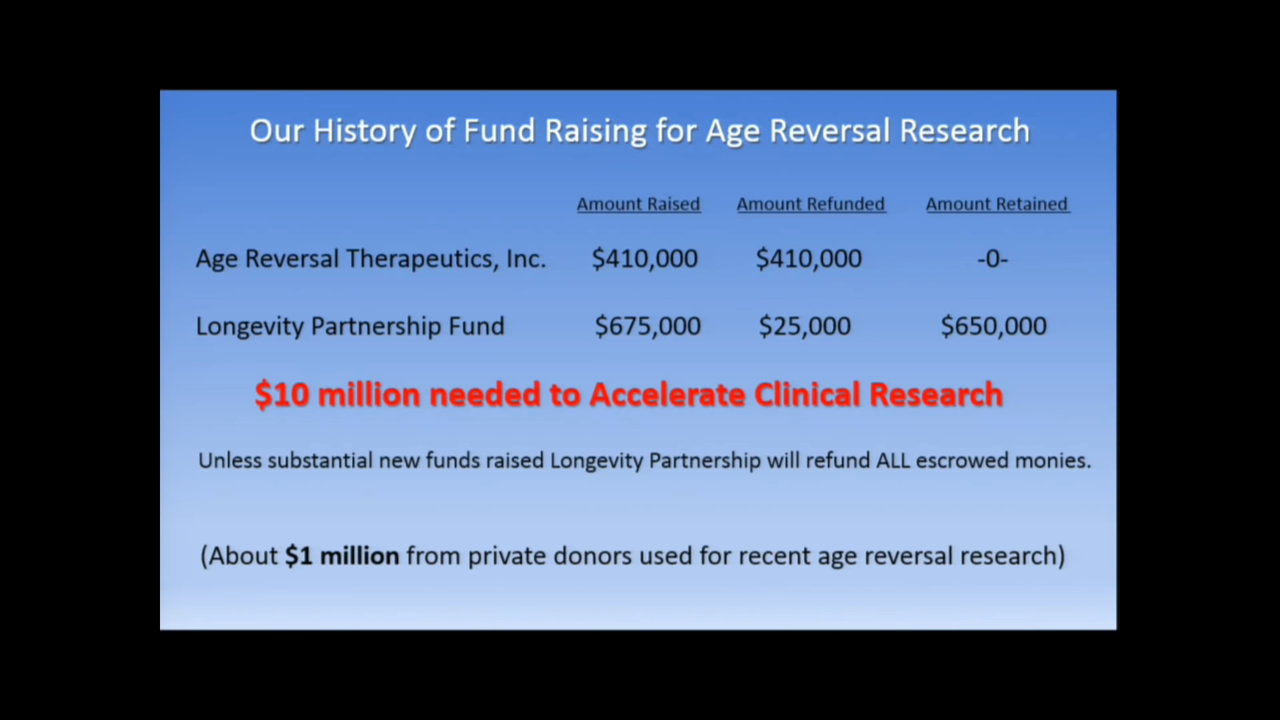 Our History of Fund Raising for Age Reversal Research
Amount Raised Amount Refunded Amount Retained
Age Reversal Therapeutics, Inc. $410,000 $410,000 -0-
Longevity Partnership Fund $675,000 $25,000 $650,000
$10 million needed to Accelerate Clinical Research
Unless substantial new funds raised Longevity Partnership will refund ALL escrowed monies.
(About $1 million from private donors used for recent age reversal research)